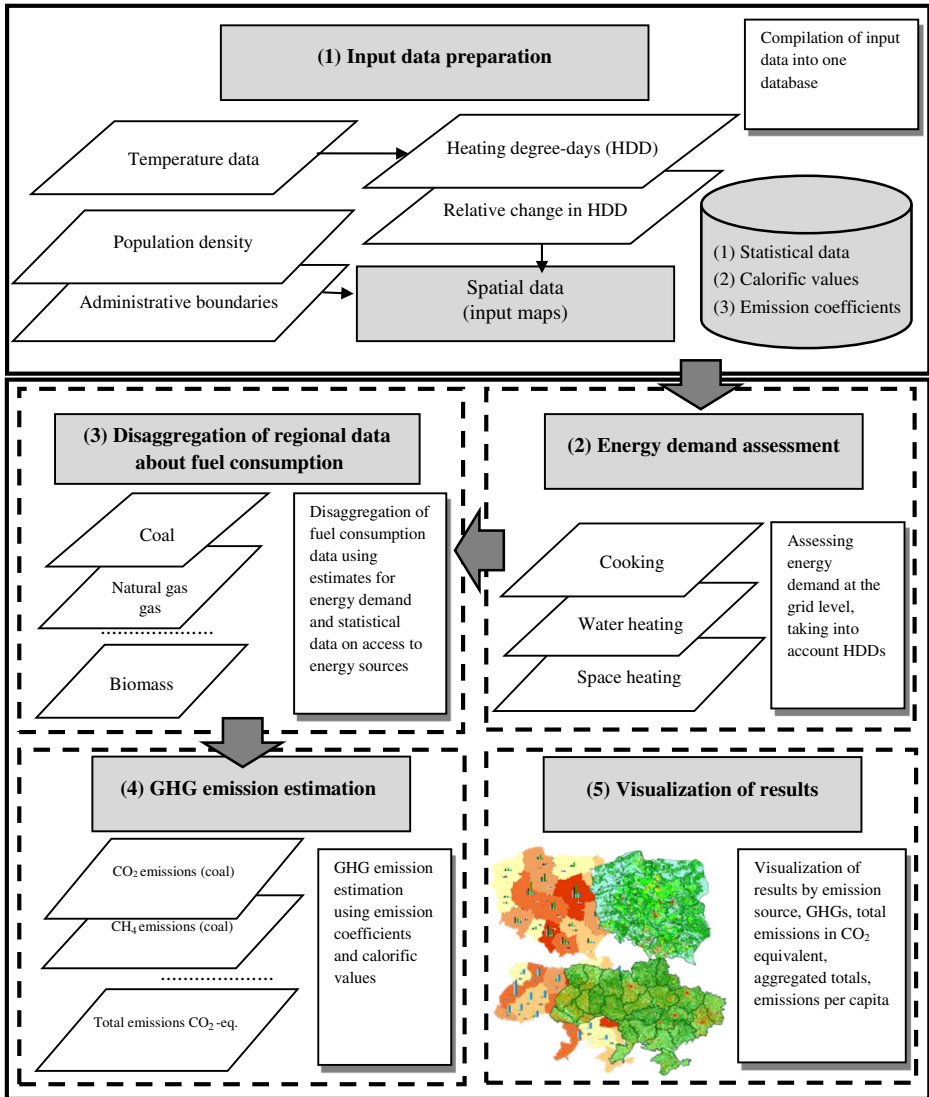 (1) Input data preparation
Compilation of input
data into one
database
Temperature data
Heating degree-days (HDD)
Relative change in HDD
Population density
Administrative boundaries
Spatial data
(input maps)
(1) Statistical data
(2) Calorific values
(3) Emission coefficients
(2) Energy demand assessment
Cooking
Water heating
Space heating
Assessing
energy
demand at the
grid level,
taking into
account HDDs
(3) Disaggregation of regional data
about fuel consumption
Coal
Natural gas
gas
....................
Biomass
Disaggregation of
fuel consumption
data using
estimates for
energy demand
and statistical
data on access to
energy sources
(4) GHG emission estimation
CO₂ emissions (coal)
CH₄ emissions (coal)
....................
Total emissions CO₂ -eq.
GHG emission
estimation
using emission
coefficients
and calorific
values
(5) Visualization of results
Visualization of
results by emission
source, GHGs, total
emissions in CO₂
equivalent,
aggregated totals,
emissions per capita